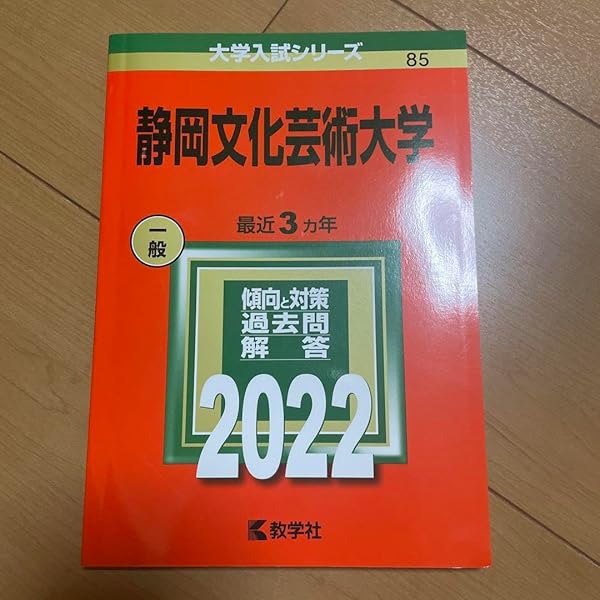 大学入試シリーズ
85
静岡文化芸術大学
最近3カ年
一般
傾向と対策
過去問
解答
2022
教学社